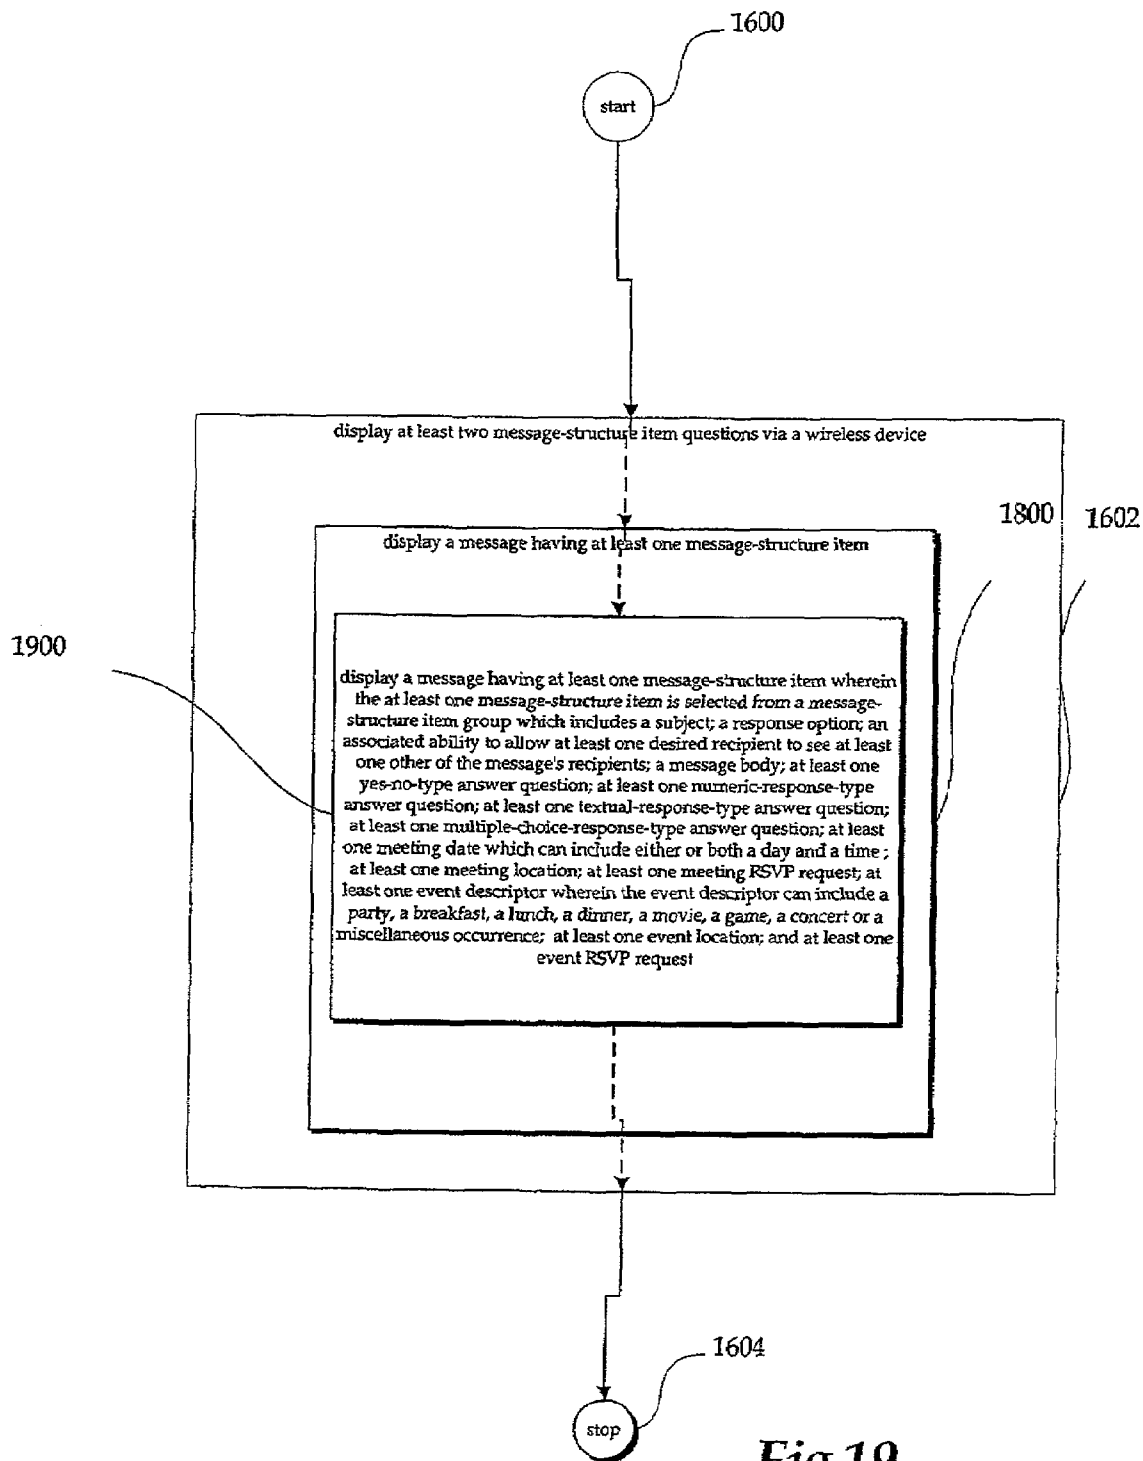 1600
start
display at least two message-structure item questions via a wireless device
1800
1602
display a message having at least one message-structure item
1900
display a message having at least one message-structure item wherein
the at least one message-structure item is selected from a message-
structure item group which includes a subject; a response option; an
associated ability to allow at least one desired recipient to see at least
one other of the message's recipients; a message body; at least one
yes-no-type answer question; at least one numeric-response-type
answer question; at least one textual-response-type answer question;
at least one multiple-choice-response-type answer question; at least
one meeting date which can include either or both a day and a time ;
at least one meeting location; at least one meeting RSVP request; at
least one event descriptor wherein the event descriptor can include a
party, a breakfast, a lunch, a dinner, a movie, a game, a concert or a
miscellaneous occurrence; at least one event location; and at least one
event RSVP request
1604
stop
Fig 19